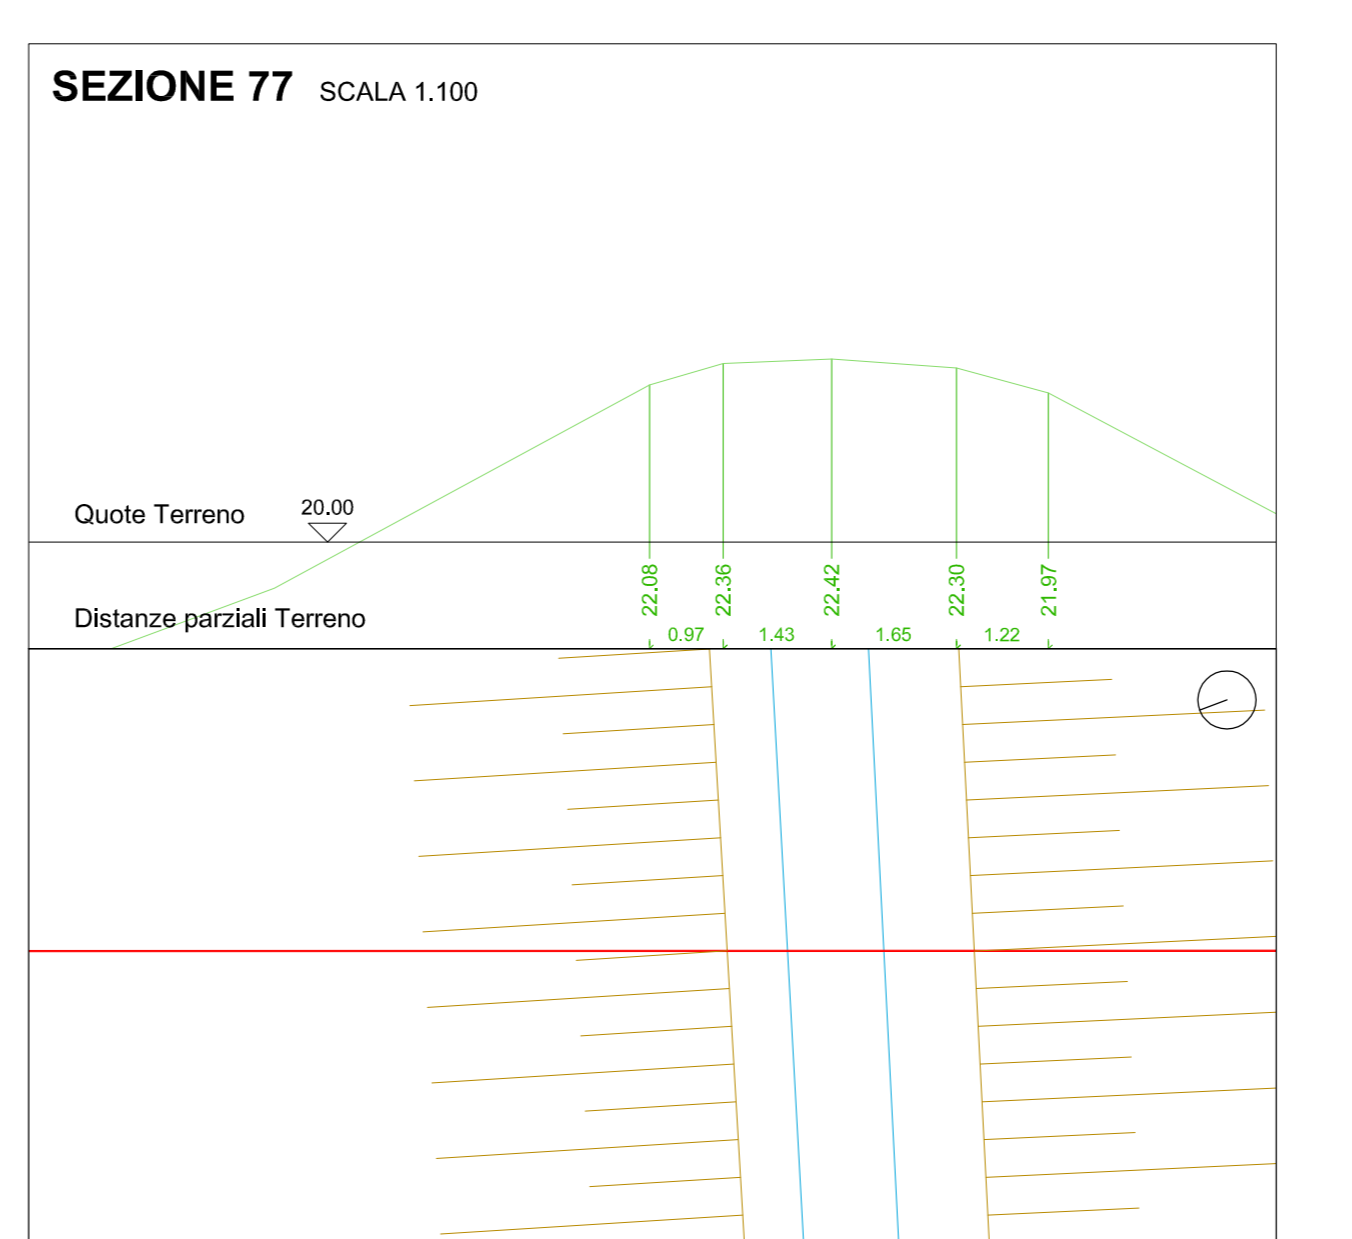 SEZIONE 77 SCALA 1.100
Quote Terreno 20.00
22.08 22.36 22.42 22.30 21.97
Distanze parziali Terreno
0.97 1.43 1.65 1.22